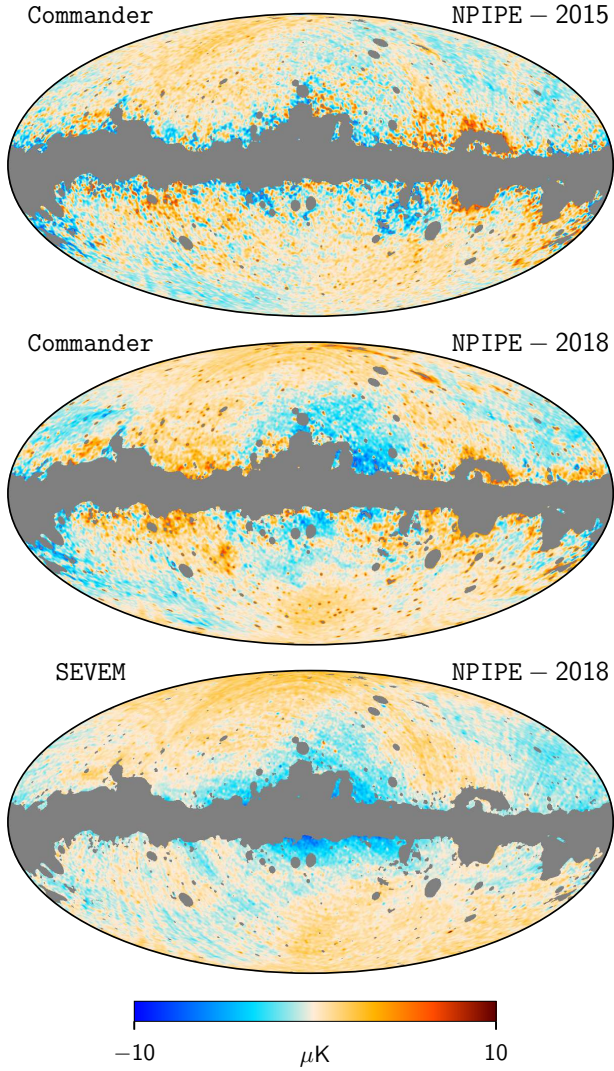 Commander NPIPE − 2015
Commander NPIPE − 2018
SEVEM NPIPE − 2018
−10 μK 10